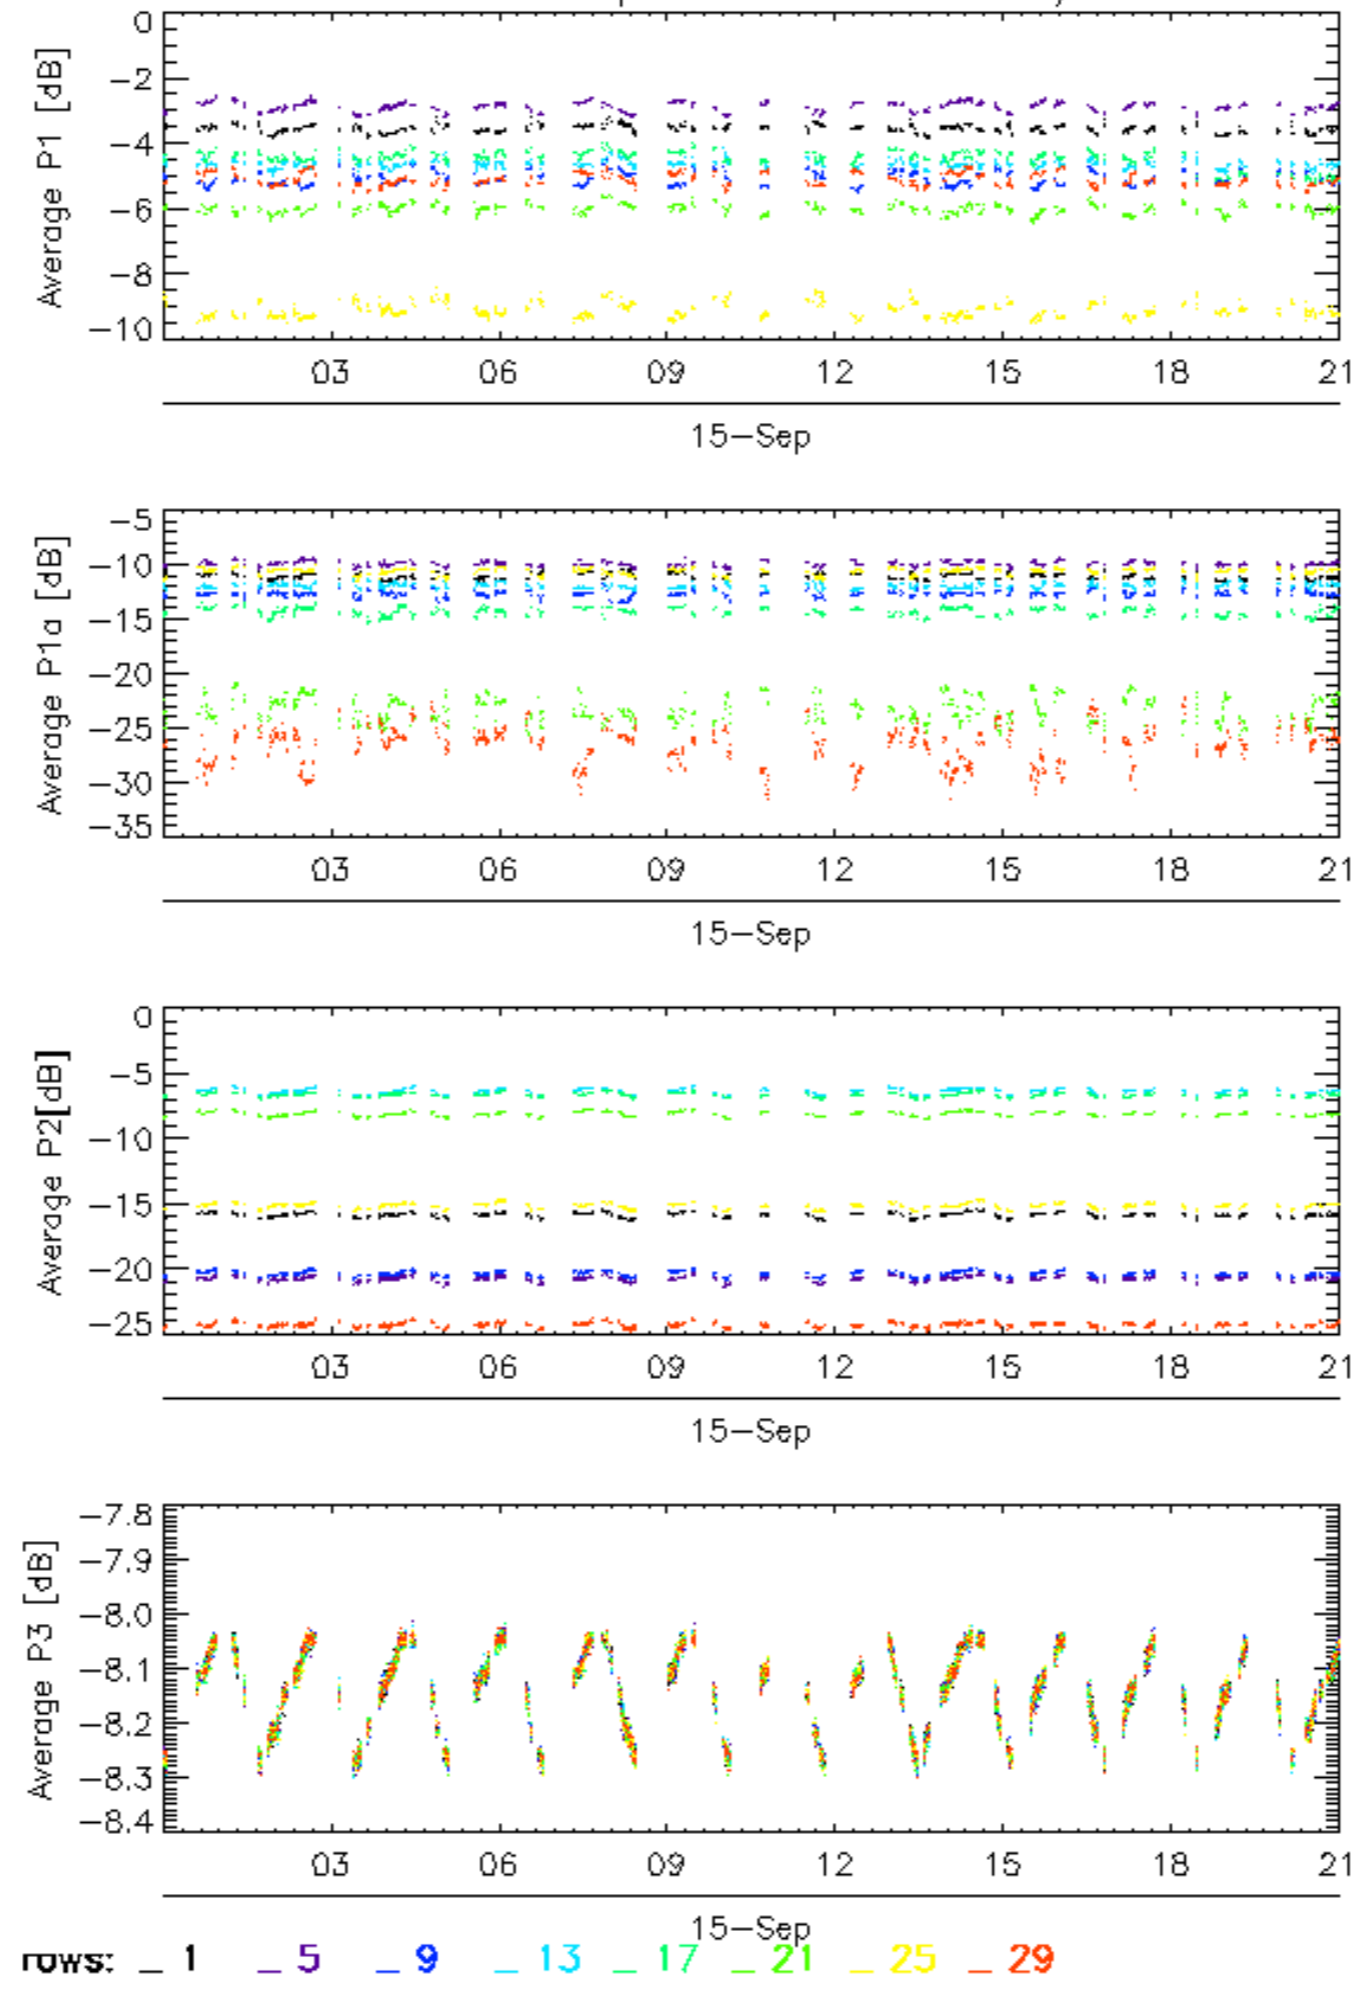 0
−2
−4
−6
−8
−10
Average P1 [dB]
03 06 09 12 15 18 21
15−Sep
−5
−10
−15
−20
−25
−30
−35
Average P1a [dB]
03 06 09 12 15 18 21
15−Sep
0
−5
−10
−15
−20
−25
Average P2[dB]
03 06 09 12 15 18 21
15−Sep
−7.8
−7.9
−8.0
−8.1
−8.2
−8.3
−8.4
Average P3 [dB]
03 06 09 12 15 18 21
15−Sep
rows: _ 1 _ 5 _ 9 _ 13 _ 17 _ 21 _ 25 _ 29